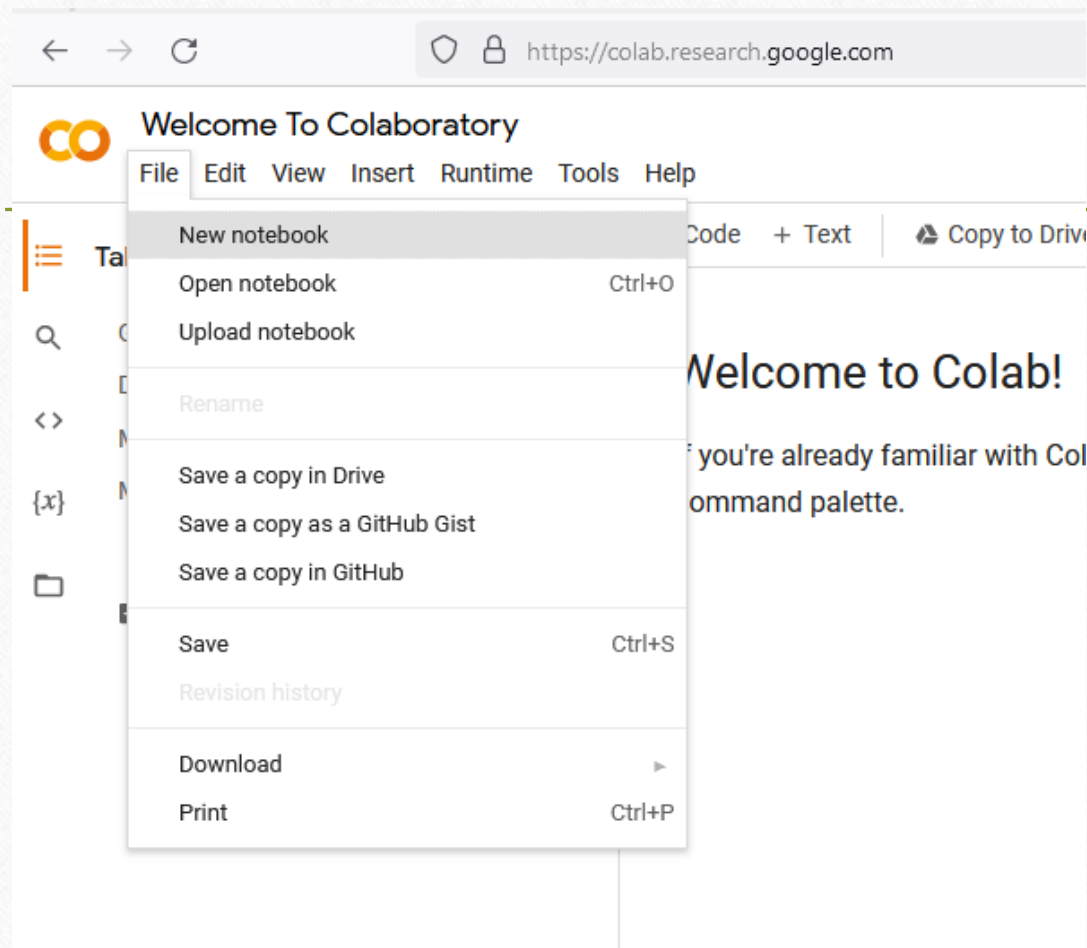 https://colab.research.google.com
CO
Welcome To Colaboratory
File Edit View Insert Runtime Tools Help
New notebook
Code + Text Copy to Drive
Open notebook Ctrl+O
Upload notebook
Rename
Welcome to Colab!
Save a copy in Drive
you're already familiar with Col
Save a copy as a GitHub Gist
ommand palette.
Save a copy in GitHub
{x}
Save Ctrl+S
Revision history
Download
Print Ctrl+P